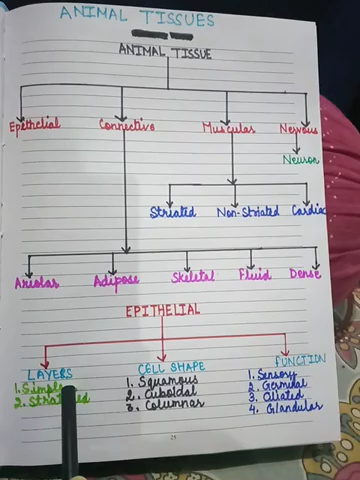 ANIMAL TISSUES
ANIMAL TISSUE
Epethelial Connective Muscular Nervous
Neuron
Striated Non-Striated Cardiac
Areolar Adipose Skeletal Fluid Dense
EPITHELIAL
LAYERS CELL SHAPE FUNCTION
1. Simple 1. Squamous 1. Sensory
2. Stratified 2. Cuboidal 2. Germinal
3. Columnar 3. Ciliated
4. Glandular